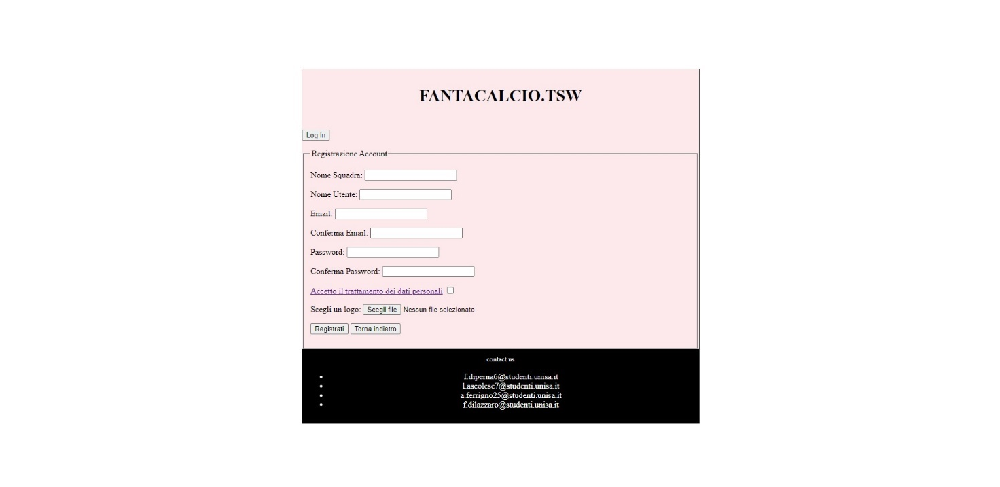 FANTACALCIO.TSW
Log In
Registrazione Account
Nome Squadra:
Nome Utente:
Email:
Conferma Email:
Password:
Conferma Password:
Accetto il trattamento dei dati personali
Scegli un logo: Scegli file Nessun file selezionato
Registrati Torna indietro
contact us
f.diperna6@studenti.unisa.it
l.ascolese7@studenti.unisa.it
a.ferrigno25@studenti.unisa.it
f.dilazzaro@studenti.unisa.it